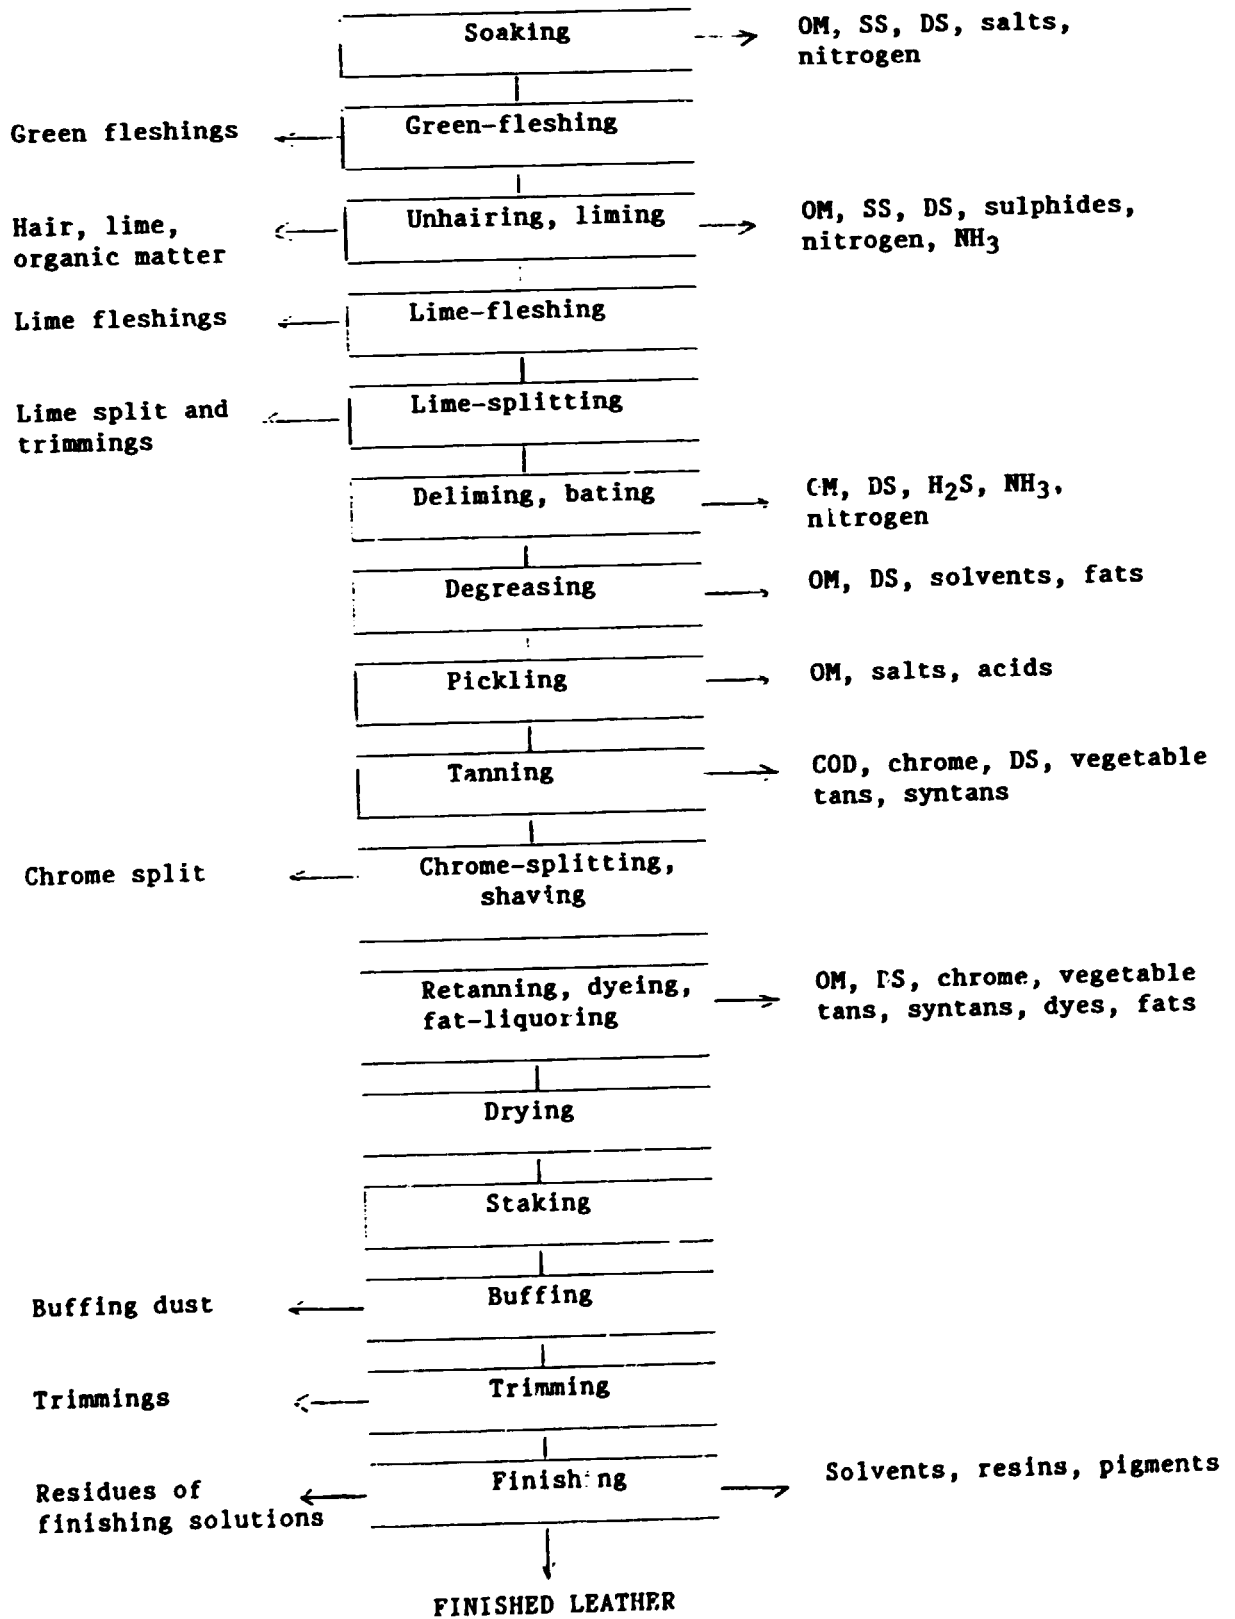 Soaking
OM, SS, DS, salts,
nitrogen
Green fleshings
Green-fleshing
Hair, lime,
organic matter
Unhairing, liming
OM, SS, DS, sulphides,
nitrogen, NH3
Lime fleshings
Lime-fleshing
Lime split and
trimmings
Lime-splitting
Deliming, bating
OM, DS, H2S, NH3,
nitrogen
Degreasing
OM, DS, solvents, fats
Pickling
OM, salts, acids
Tanning
COD, chrome, DS, vegetable
tans, syntans
Chrome split
Chrome-splitting,
shaving
Retanning, dyeing,
fat-liquoring
OM, DS, chrome, vegetable
tans, syntans, dyes, fats
Drying
Staking
Buffing dust
Buffing
Trimmings
Trimming
Residues of
finishing solutions
Finishing
Solvents, resins, pigments
FINISHED LEATHER